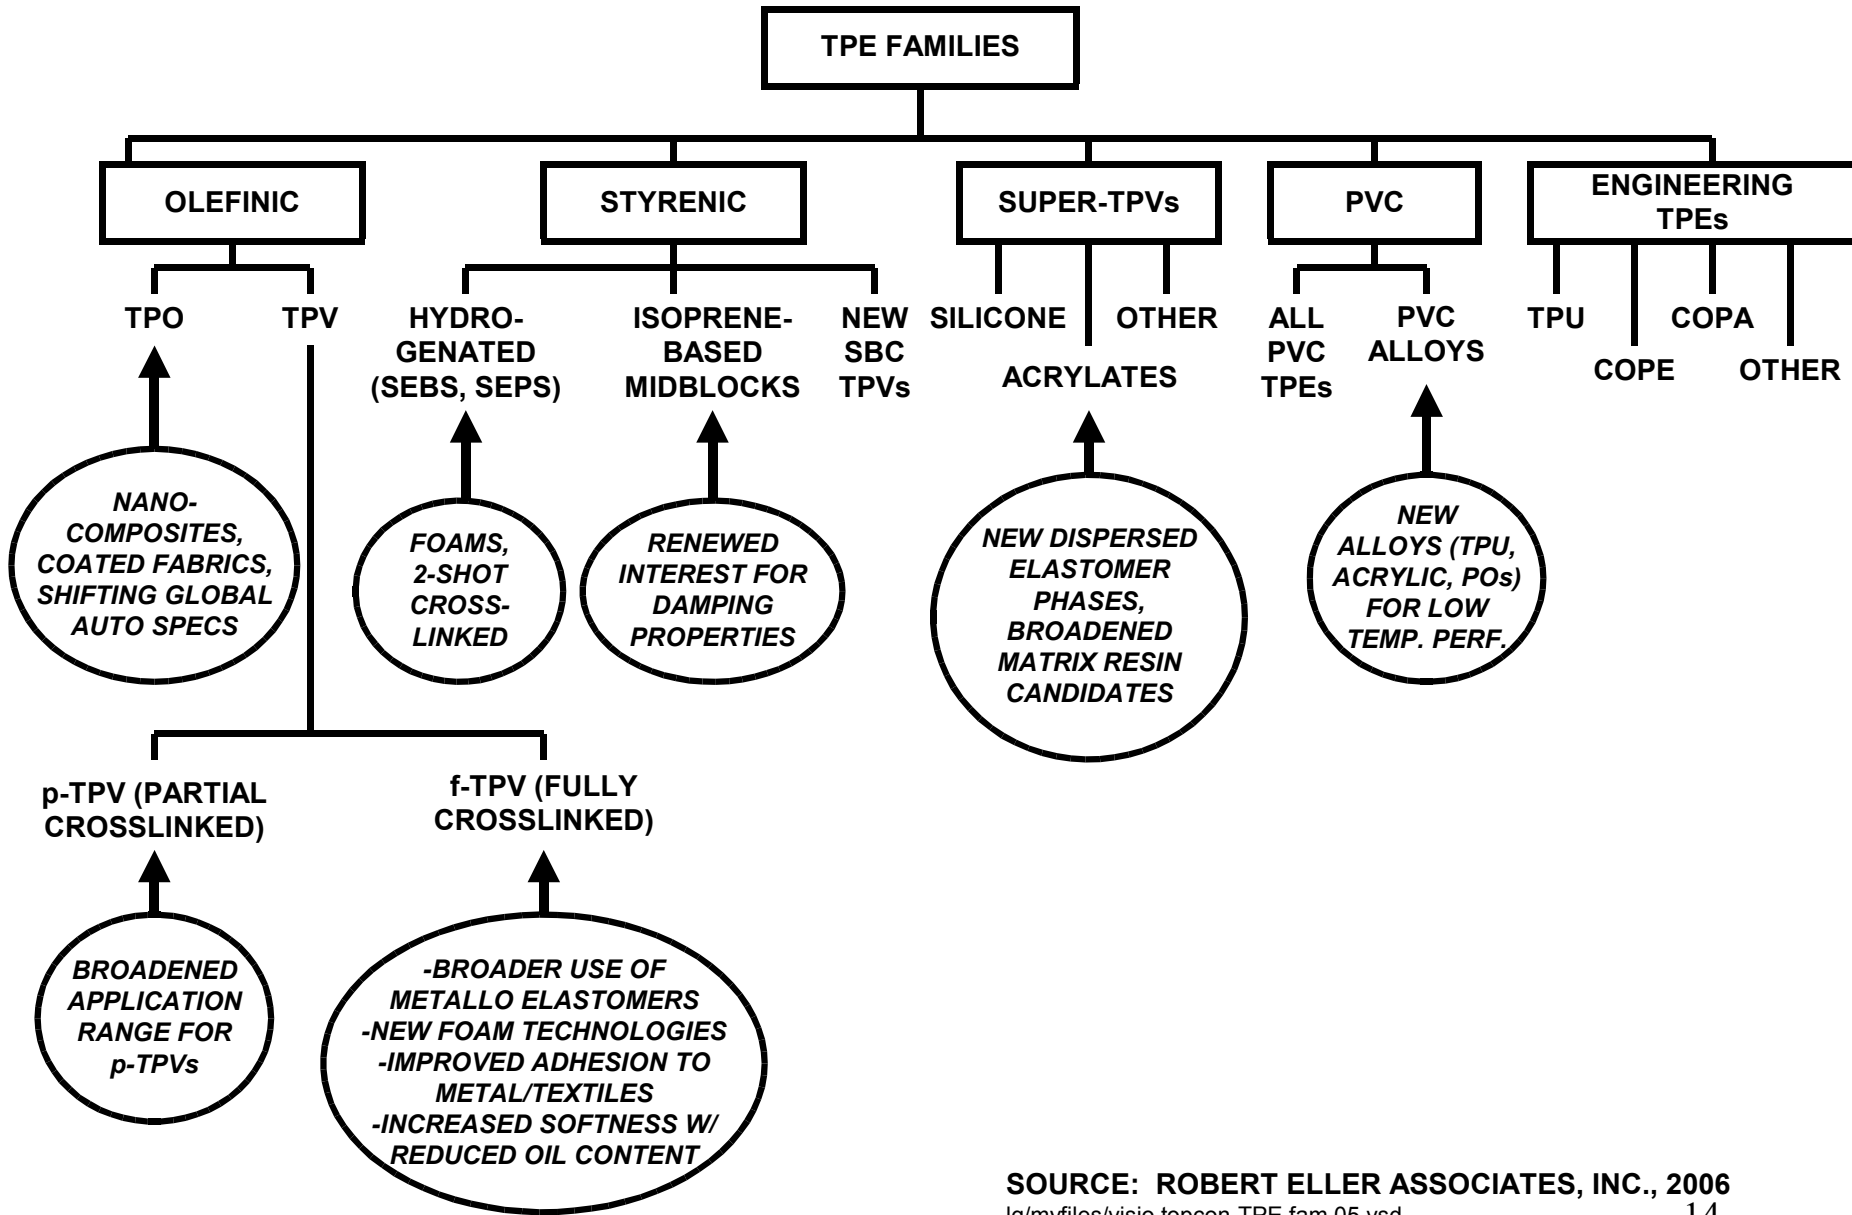 TPE FAMILIES
OLEFINIC
STYRENIC
SUPER-TPVs
PVC
ENGINEERING
TPEs
TPO
TPV
HYDRO-
GENATED
(SEBS, SEPS)
ISOPRENE-
BASED
MIDBLOCKS
NEW
SBC
TPVs
SILICONE
ACRYLATES
OTHER
ALL
PVC
TPEs
PVC
ALLOYS
TPU
COPE
COPA
OTHER
NANO-
COMPOSITES,
COATED FABRICS,
SHIFTING GLOBAL
AUTO SPECS
FOAMS,
2-SHOT
CROSS-
LINKED
RENEWED
INTEREST FOR
DAMPING
PROPERTIES
NEW DISPERSED
ELASTOMER
PHASES,
BROADENED
MATRIX RESIN
CANDIDATES
NEW
ALLOYS (TPU,
ACRYLIC, POs)
FOR LOW
TEMP. PERF.
p-TPV (PARTIAL
CROSSLINKED)
f-TPV (FULLY
CROSSLINKED)
BROADENED
APPLICATION
RANGE FOR
p-TPVs
-BROADER USE OF
METALLO ELASTOMERS
-NEW FOAM TECHNOLOGIES
-IMPROVED ADHESION TO
METAL/TEXTILES
-INCREASED SOFTNESS W/
REDUCED OIL CONTENT
SOURCE: ROBERT ELLER ASSOCIATES, INC., 2006
14